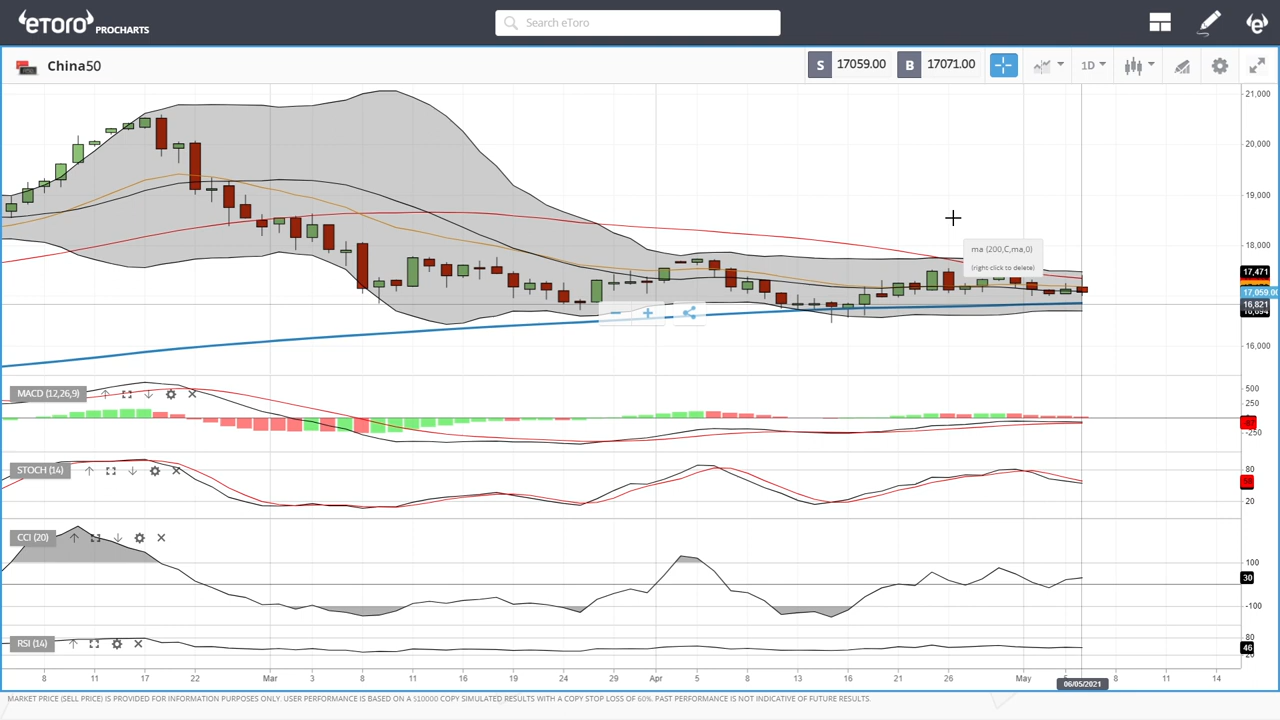 eToro PROCHARTS
Search eToro
China50
S 17059.00 B 17071.00
1D
21,000
20,000
19,000
18,000
ma (200,C,ma,0)
(right click to delete)
17,471
17,059.00
16,821
16,000
MACD (12,26,9)
500
250
-250
STOCH (14)
80
20
CCI (20)
100
30
-100
RSI (14)
80
46
8 11 17 22 Mar 3 8 11 16 19 24 29 Apr 5 8 13 16 21 26 May 8 11 14
06/05/2021
MARKET PRICE (SELL PRICE) IS PROVIDED FOR INFORMATION PURPOSES ONLY. USER PERFORMANCE IS BASED ON A $10000 COPY SIMULATED RESULTS WITH A COPY STOP LOSS OF 60%. PAST PERFORMANCE IS NOT INDICATIVE OF FUTURE RESULTS.